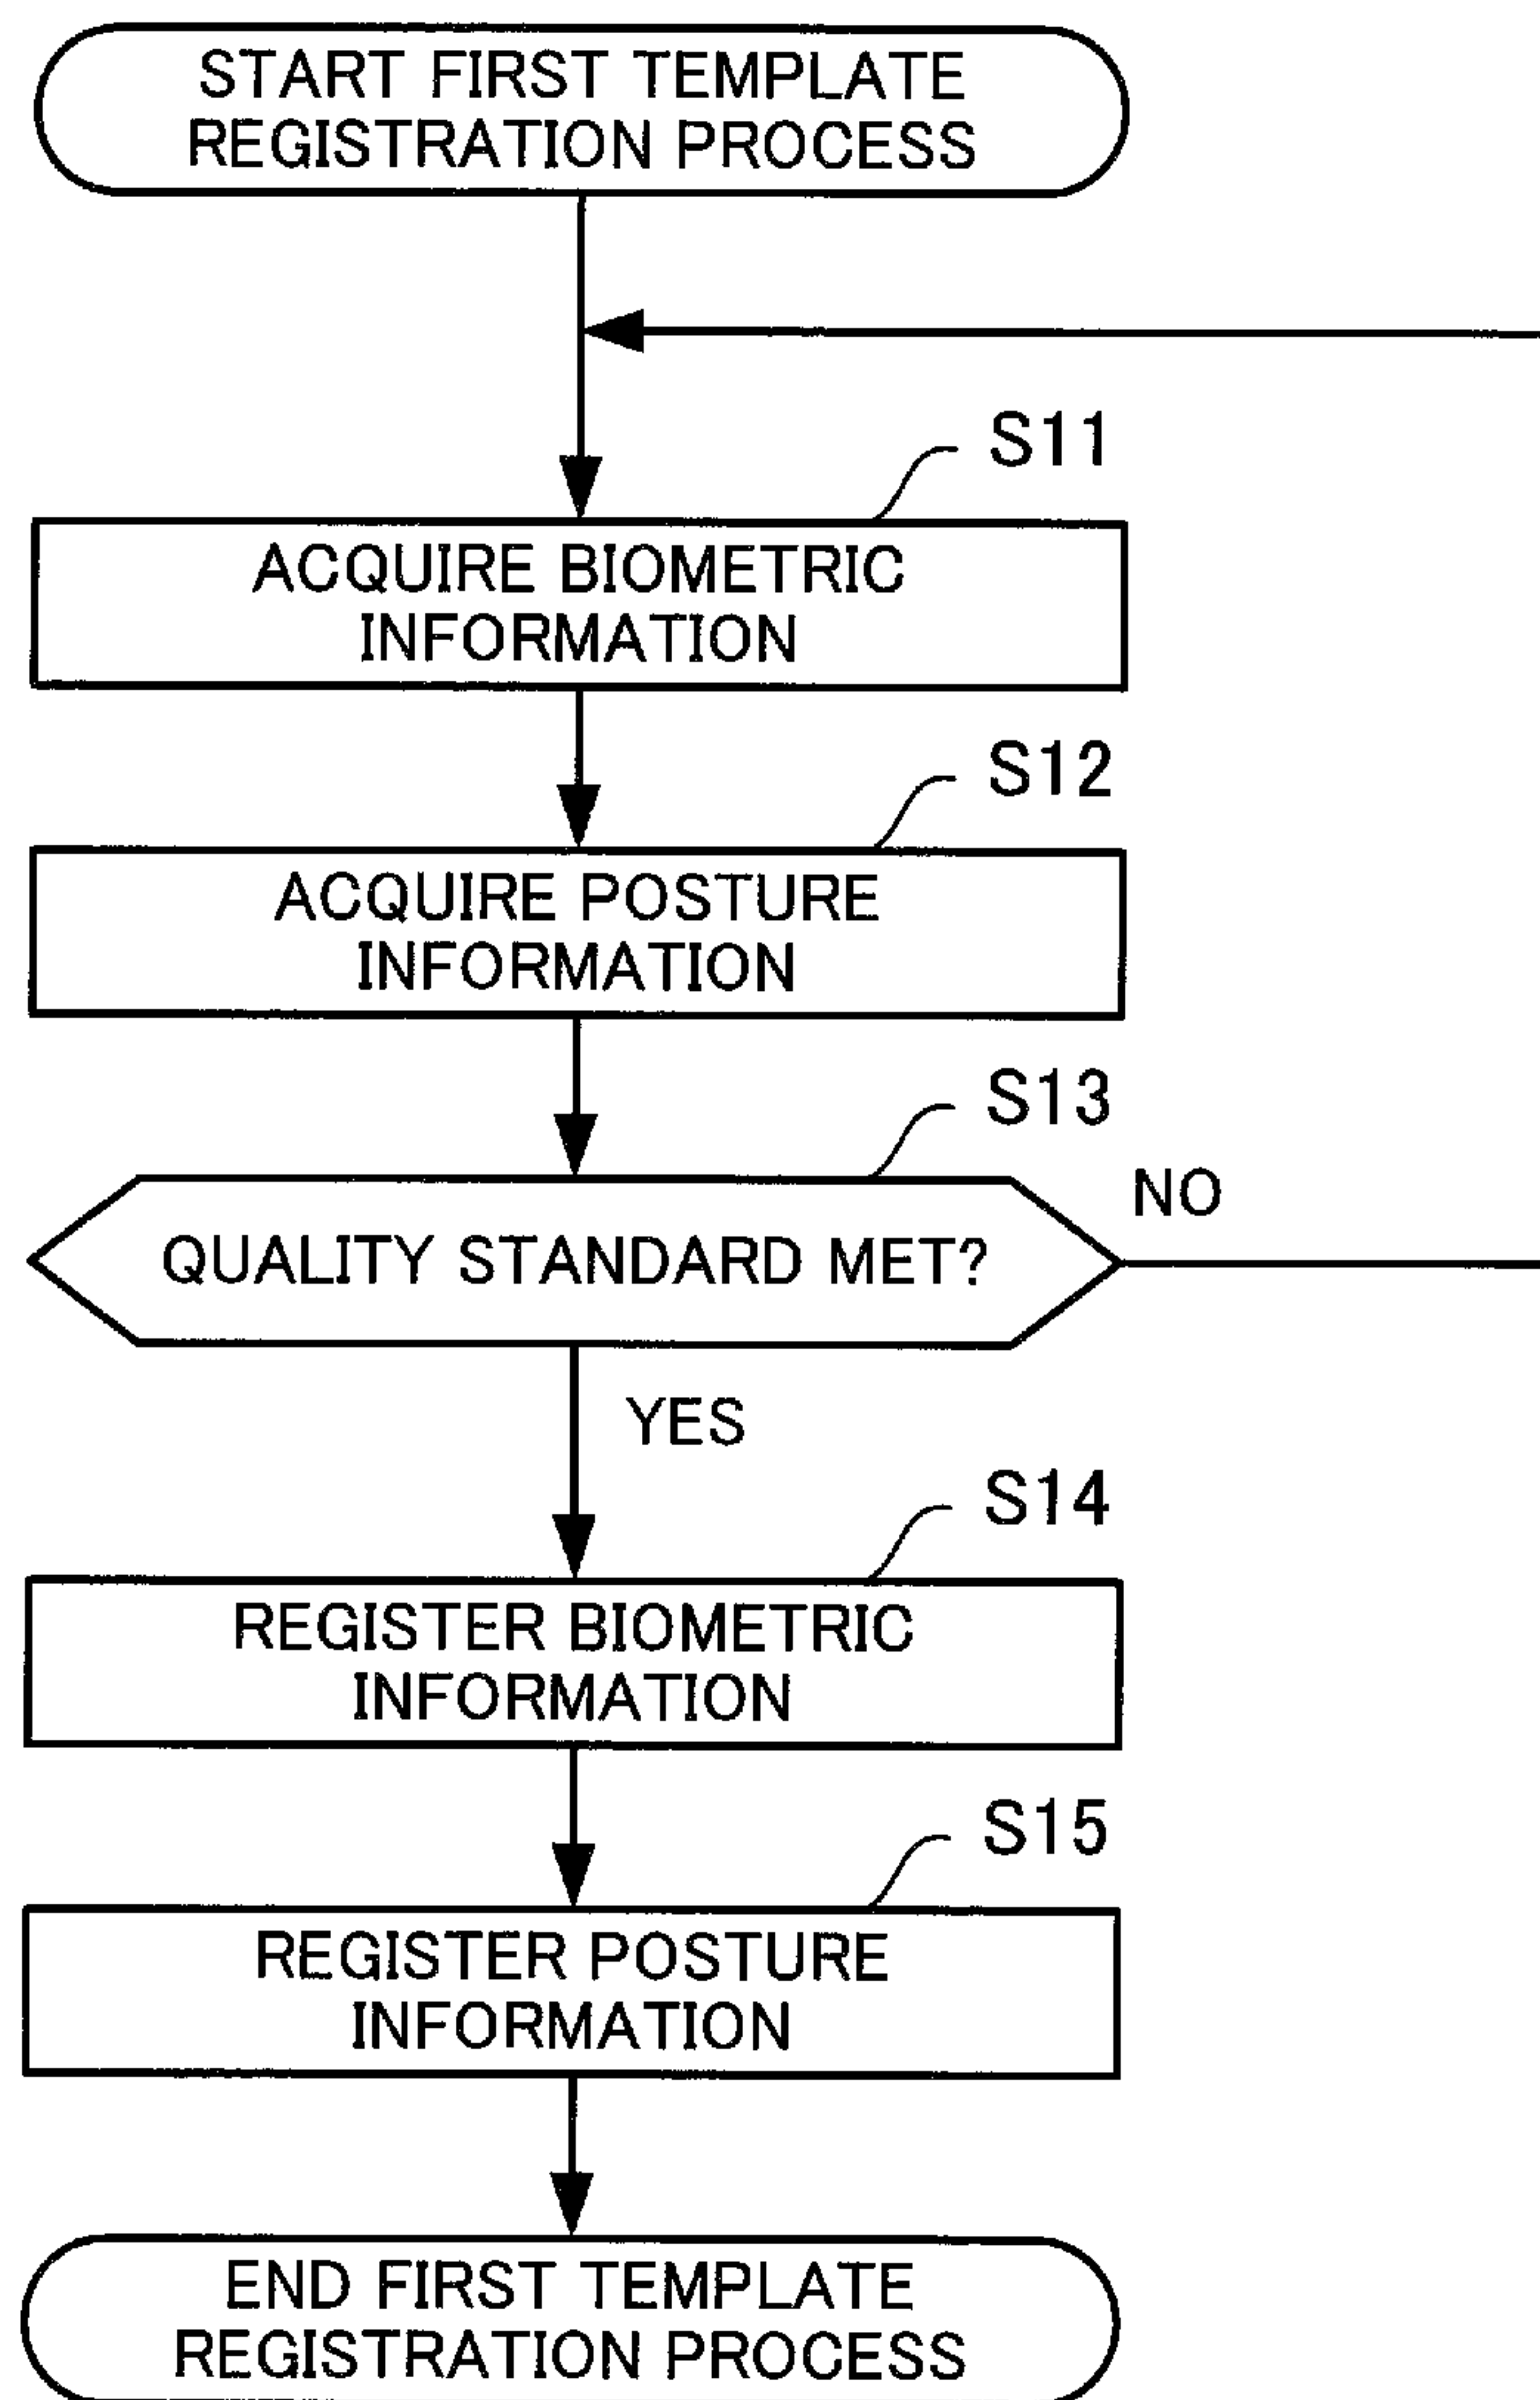 START FIRST TEMPLATE
REGISTRATION PROCESS
S11
ACQUIRE BIOMETRIC
INFORMATION
S12
ACQUIRE POSTURE
INFORMATION
S13
NO
QUALITY STANDARD MET?
YES
S14
REGISTER BIOMETRIC
INFORMATION
S15
REGISTER POSTURE
INFORMATION
END FIRST TEMPLATE
REGISTRATION PROCESS